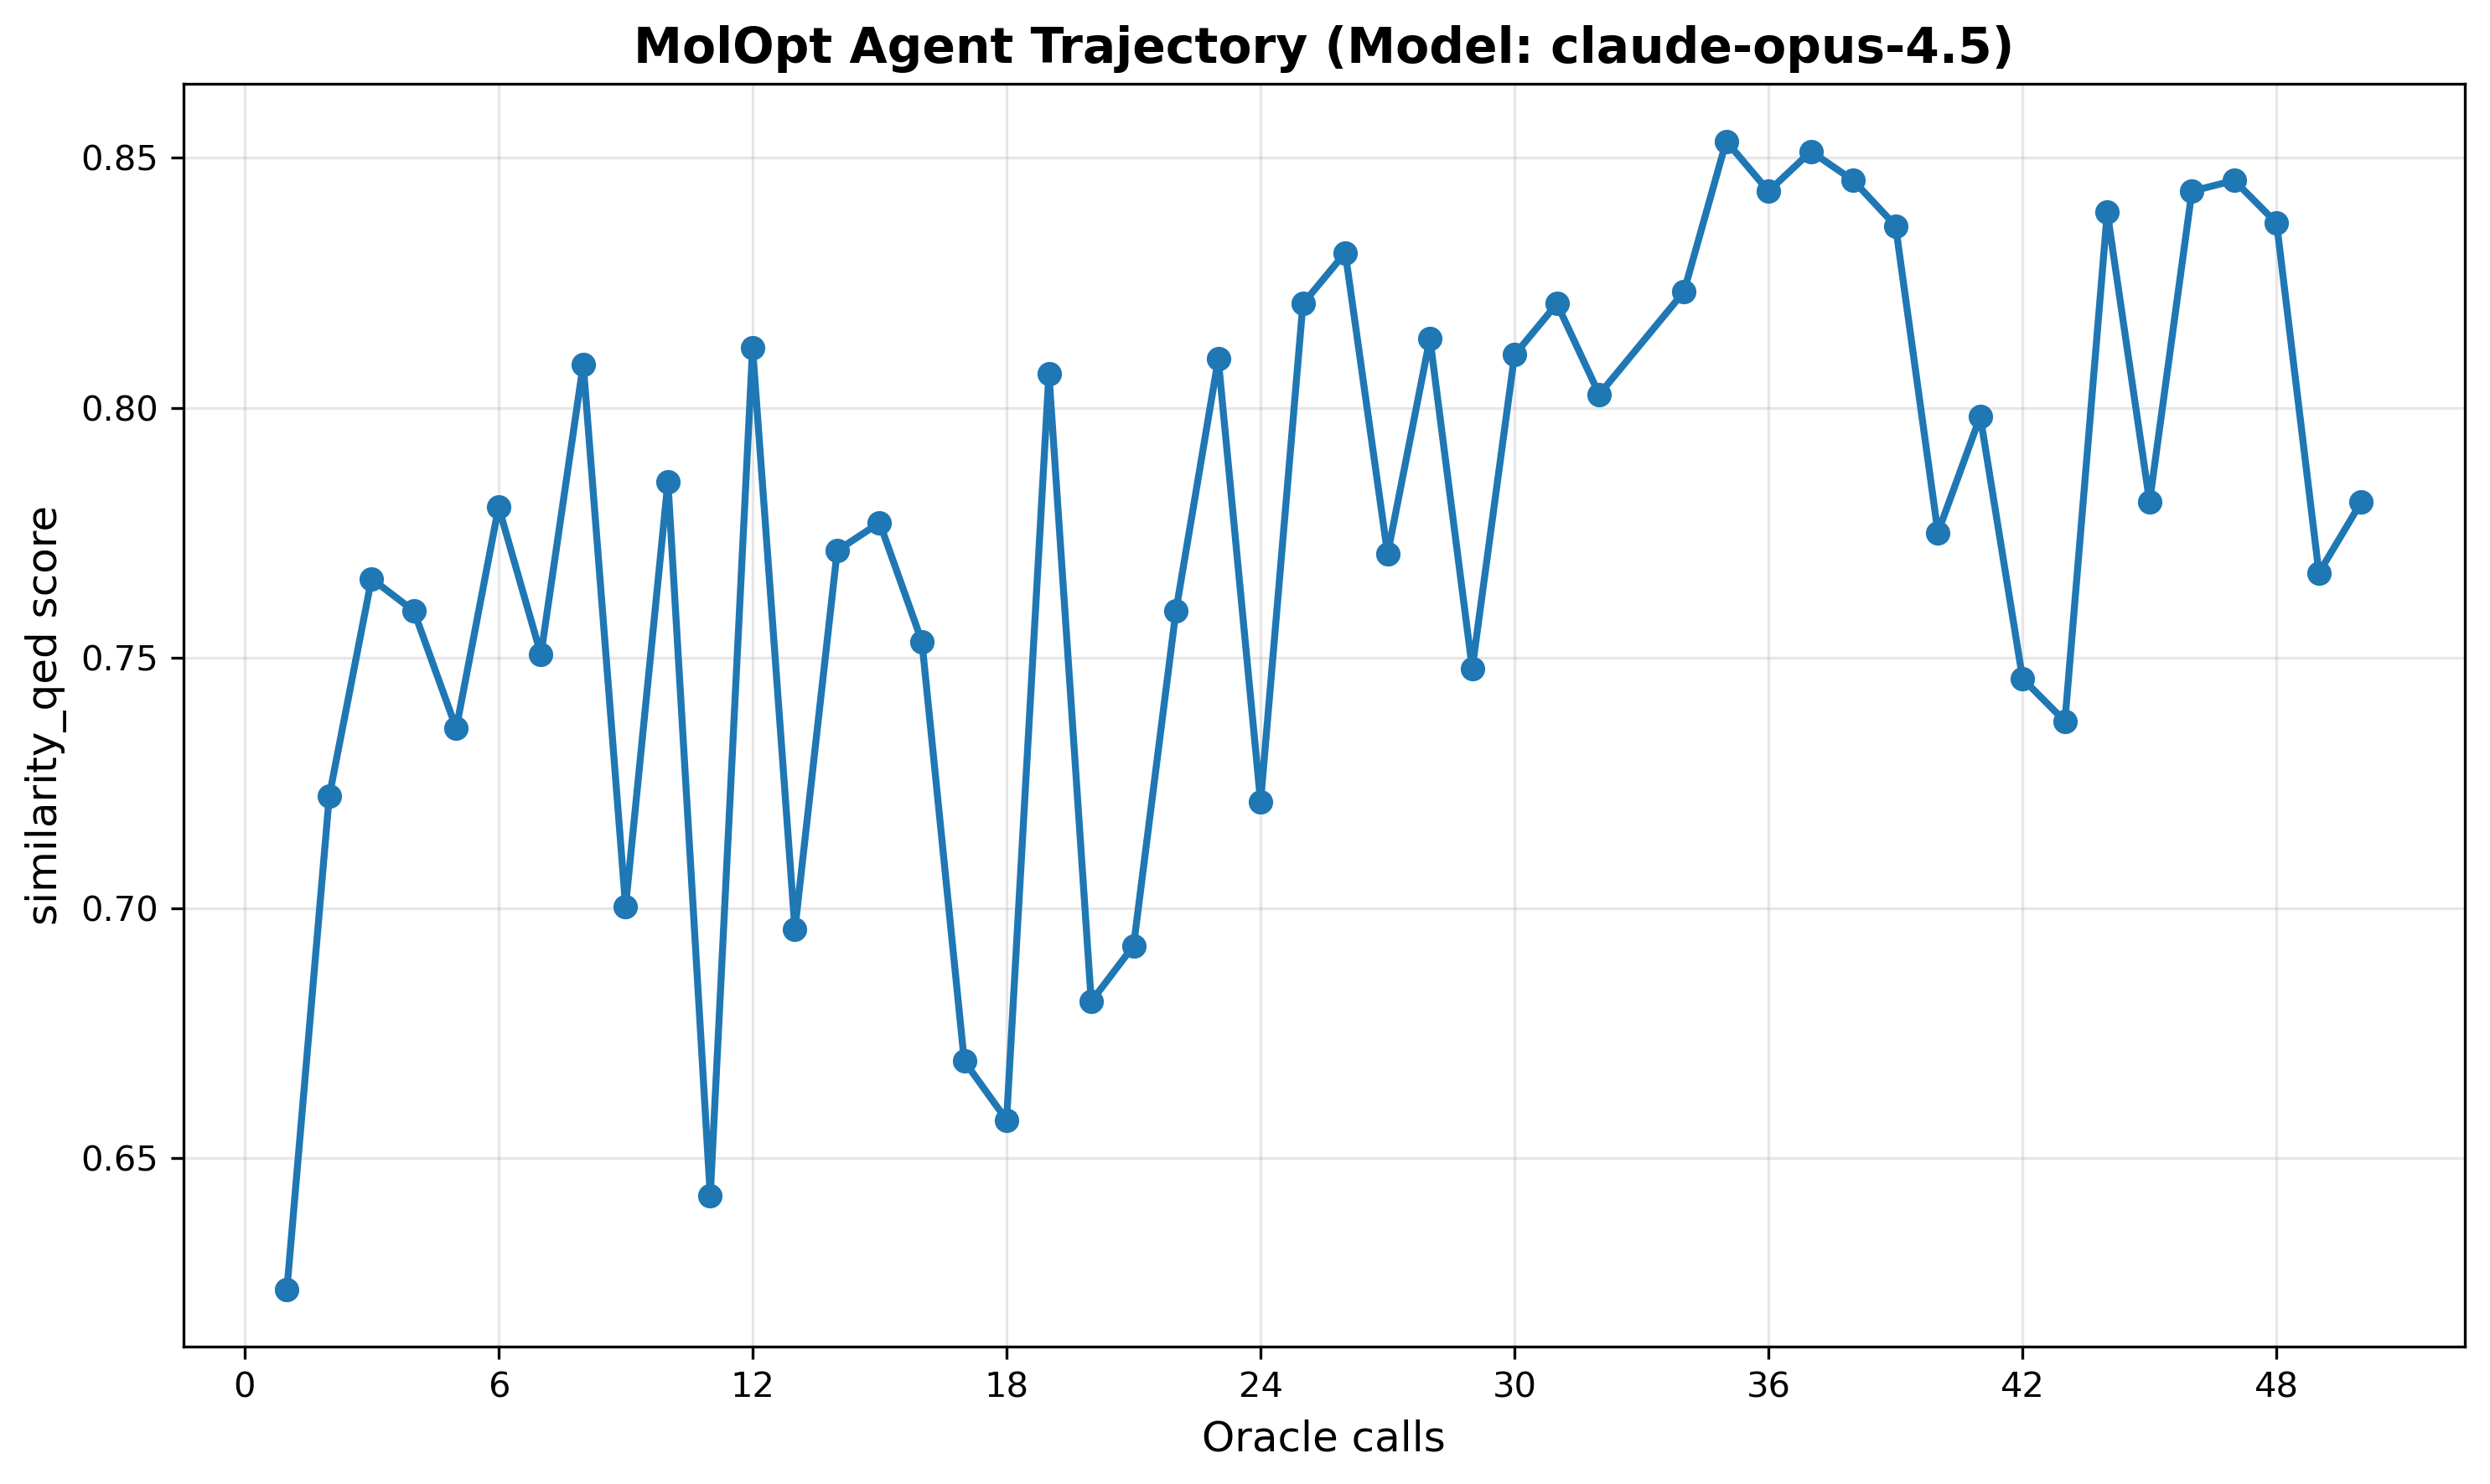 MolOpt Agent Trajectory (Model: claude-opus-4.5)
similarity_qed score
0.85
0.80
0.75
0.70
0.65
0 6 12 18 24 30 36 42 48
Oracle calls